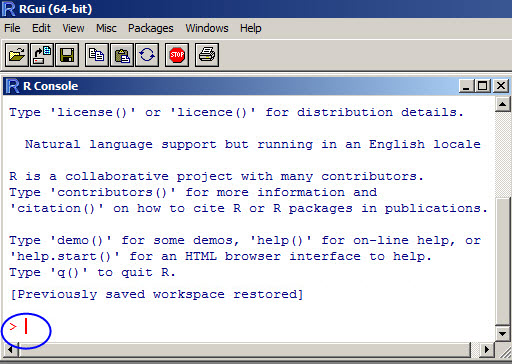 RGui (64-bit)
File Edit View Misc Packages Windows Help
STOP
R Console
Type 'license()' or 'licence()' for distribution details.
Natural language support but running in an English locale
R is a collaborative project with many contributors.
Type 'contributors()' for more information and
'citation()' on how to cite R or R packages in publications.
Type 'demo()' for some demos, 'help()' for on-line help, or
'help.start()' for an HTML browser interface to help.
Type 'q()' to quit R.
[Previously saved workspace restored]
>